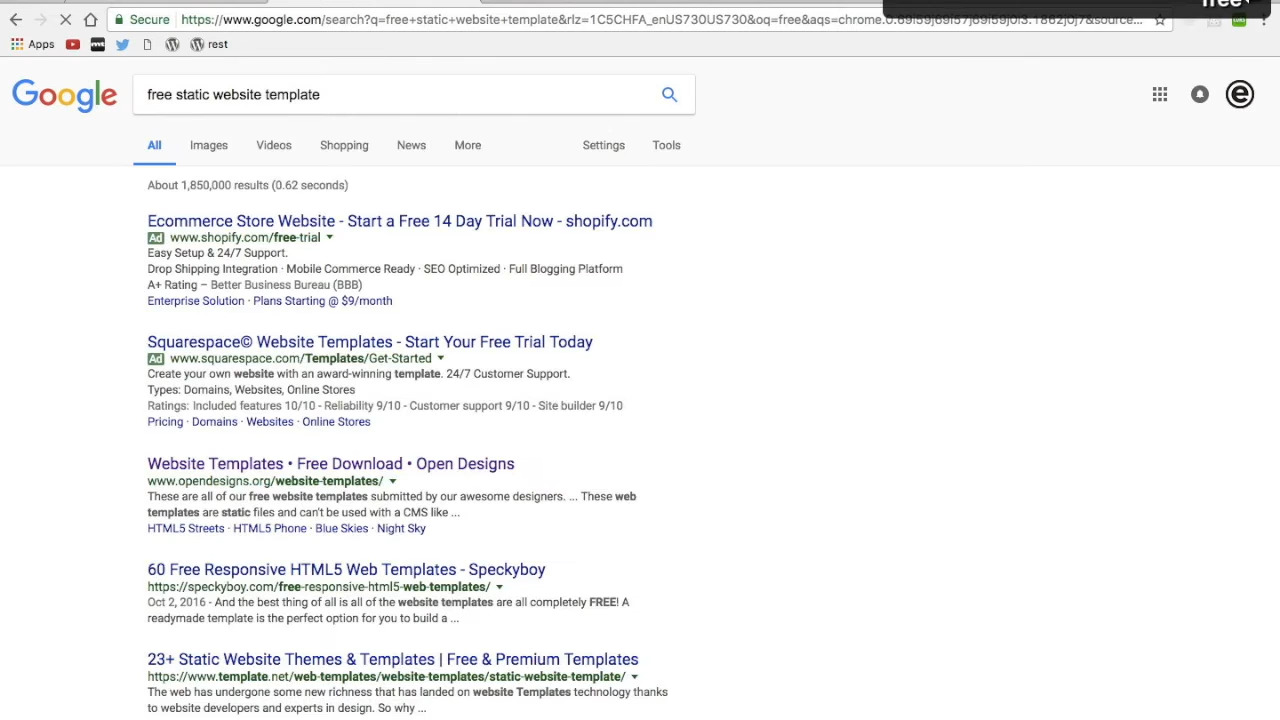 free
Secure https://www.google.com/search?q=free+static+website+template&rlz=1C5CHFA_enUS730US730&oq=free&aqs=chrome.0.69i59j69i57j69i59j0l3.1862j0j7&source...
Apps rest
Google free static website template
All Images Videos Shopping News More Settings Tools
About 1,850,000 results (0.62 seconds)
Ecommerce Store Website - Start a Free 14 Day Trial Now - shopify.com
Ad www.shopify.com/free-trial
Easy Setup & 24/7 Support.
Drop Shipping Integration · Mobile Commerce Ready · SEO Optimized · Full Blogging Platform
A+ Rating – Better Business Bureau (BBB)
Enterprise Solution · Plans Starting @ $9/month
Squarespace© Website Templates - Start Your Free Trial Today
Ad www.squarespace.com/Templates/Get-Started
Create your own website with an award-winning template. 24/7 Customer Support.
Types: Domains, Websites, Online Stores
Ratings: Included features 10/10 - Reliability 9/10 - Customer support 9/10 - Site builder 9/10
Pricing · Domains · Websites · Online Stores
Website Templates • Free Download • Open Designs
www.opendesigns.org/website-templates/
These are all of our free website templates submitted by our awesome designers. ... These web
templates are static files and can't be used with a CMS like ...
HTML5 Streets · HTML5 Phone · Blue Skies · Night Sky
60 Free Responsive HTML5 Web Templates - Speckyboy
https://speckyboy.com/free-responsive-html5-web-templates/
Oct 2, 2016 - And the best thing of all is all of the website templates are all completely FREE! A
readymade template is the perfect option for you to build a ...
23+ Static Website Themes & Templates | Free & Premium Templates
https://www.template.net/web-templates/website-templates/static-website-template/
The web has undergone some new richness that has landed on website Templates technology thanks
to website developers and experts in design. So why ...